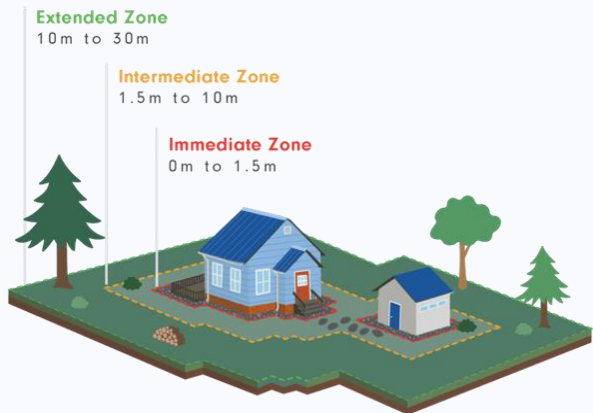 Extended Zone
10m to 30m
Intermediate Zone
1.5m to 10m
Immediate Zone
0m to 1.5m